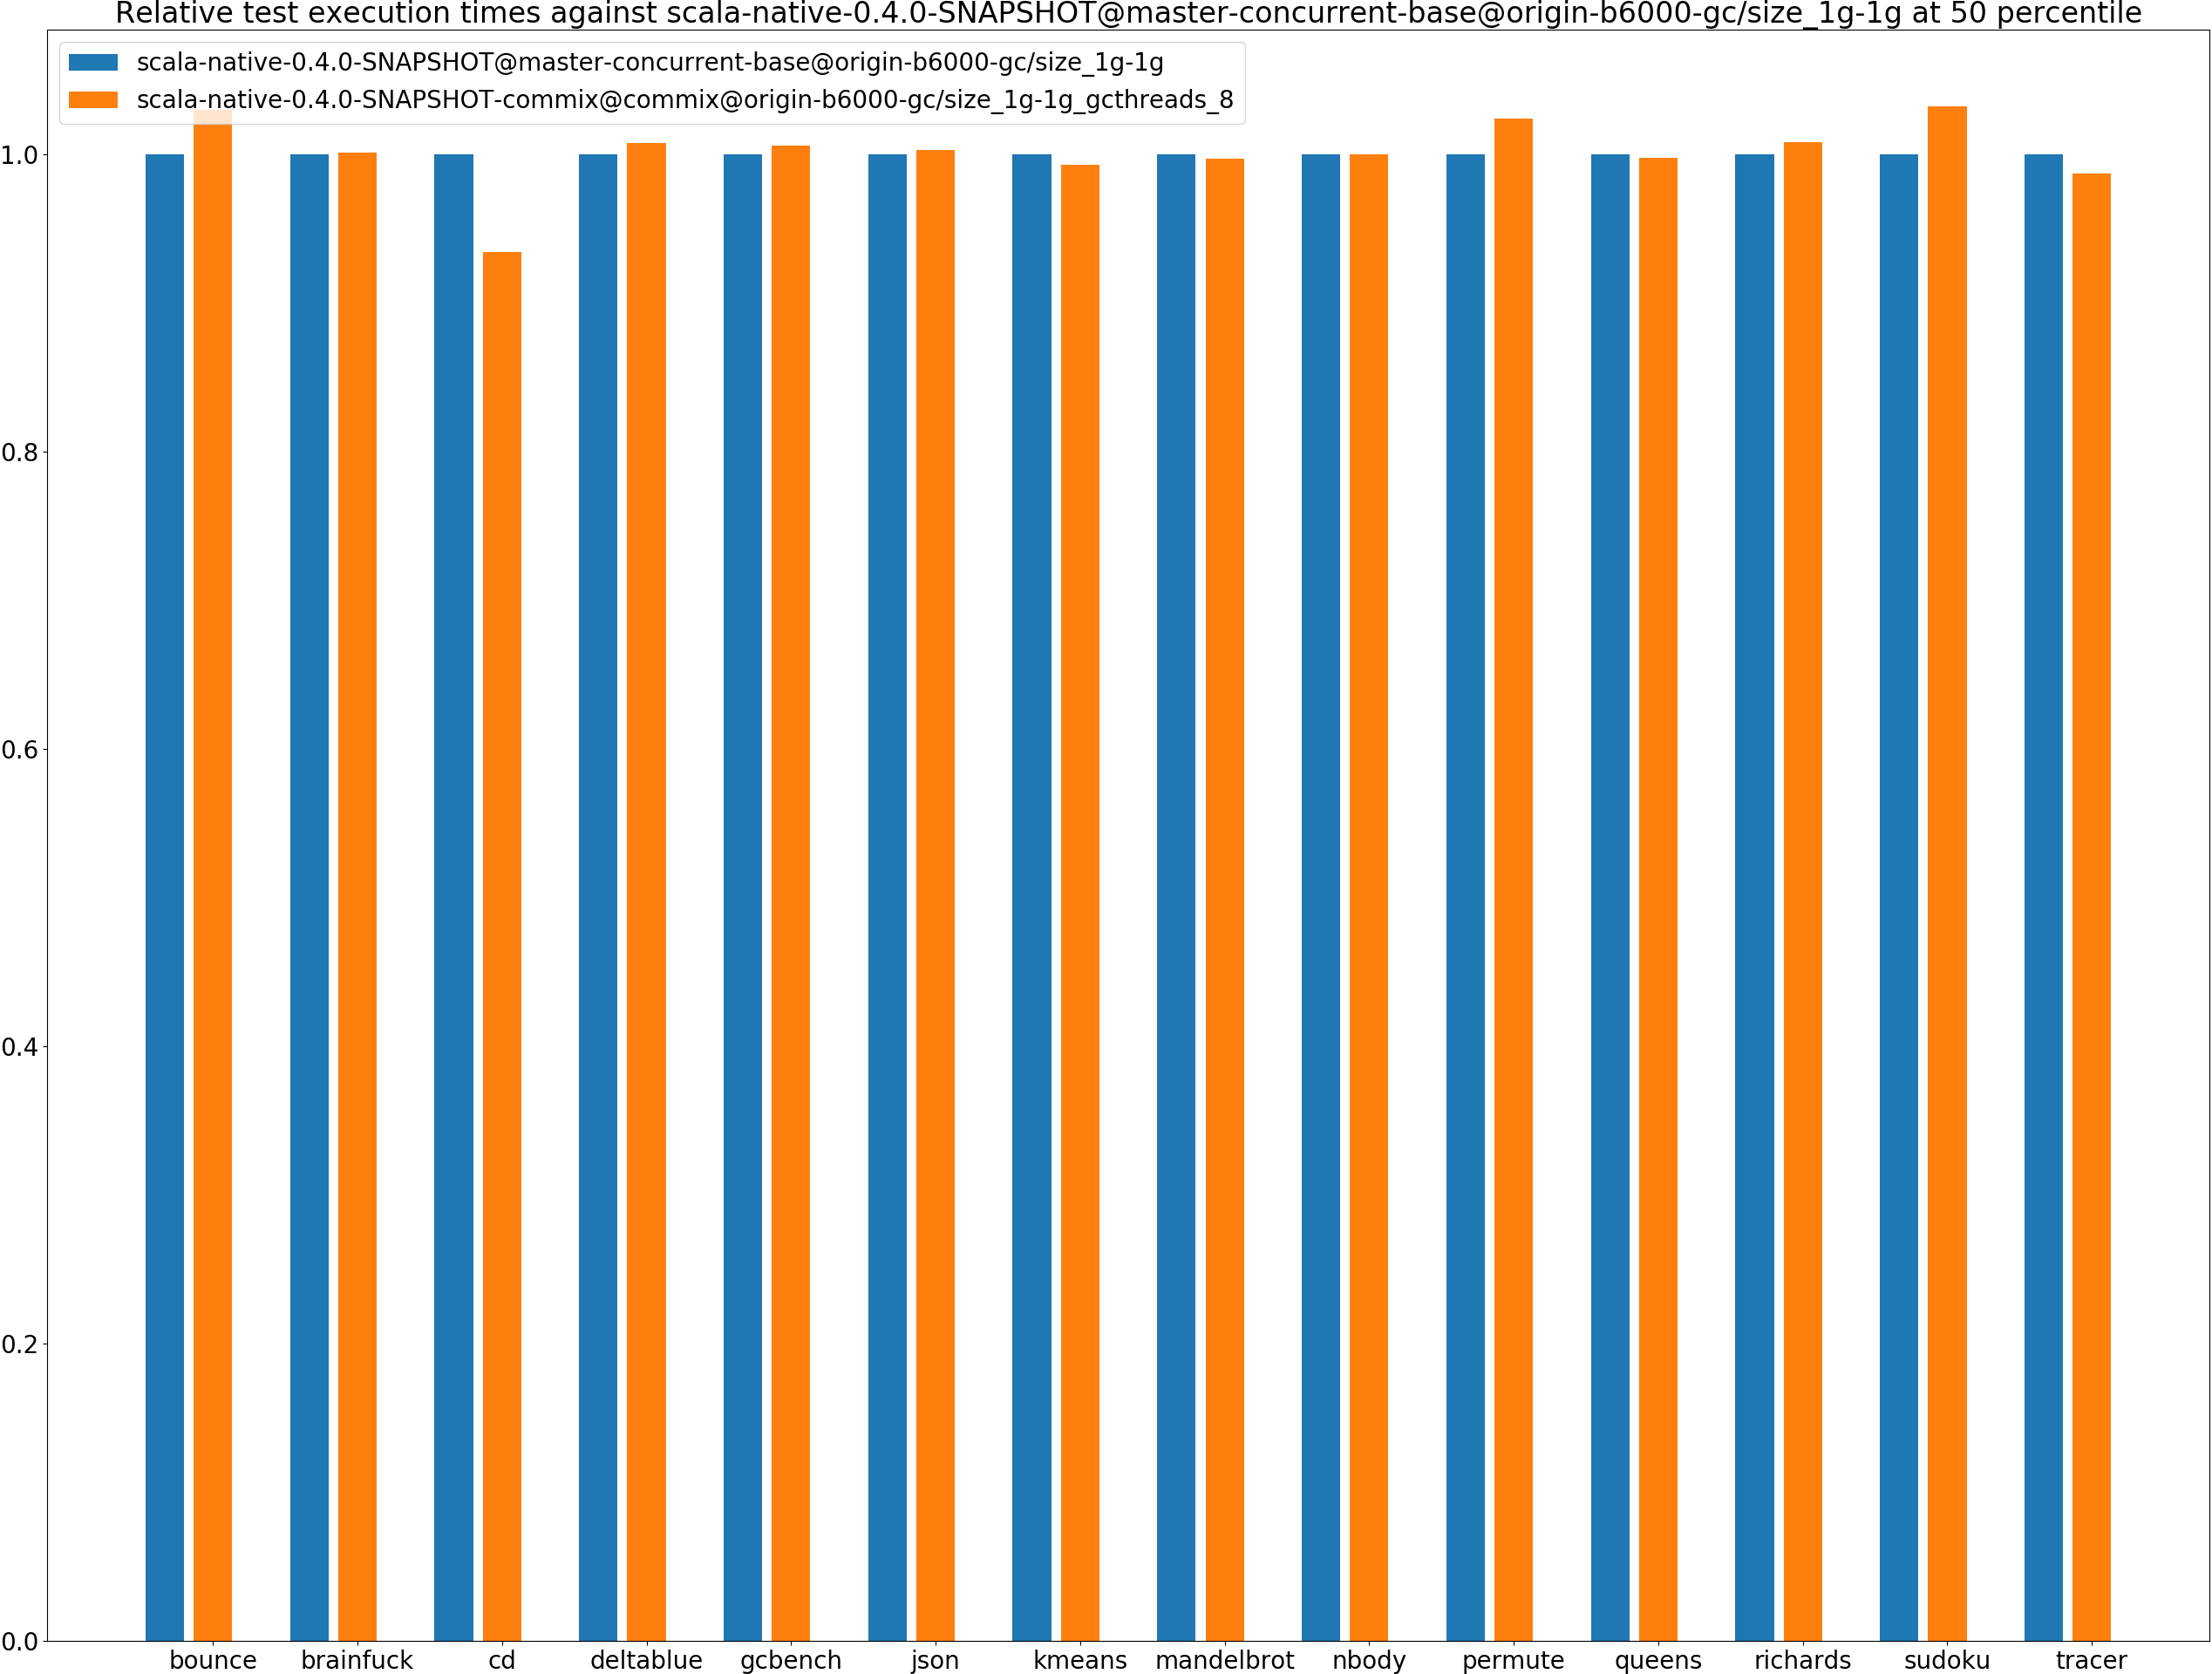 Relative test execution times against scala-native-0.4.0-SNAPSHOT@master-concurrent-base@origin-b6000-gc/size_1g-1g at 50 percentile
scala-native-0.4.0-SNAPSHOT@master-concurrent-base@origin-b6000-gc/size_1g-1g
scala-native-0.4.0-SNAPSHOT-commix@commix@origin-b6000-gc/size_1g-1g_gcthreads_8
1.0
0.8
0.6
0.4
0.2
0.0
bounce brainfuck cd deltablue gcbench json kmeans mandelbrot nbody permute queens richards sudoku tracer